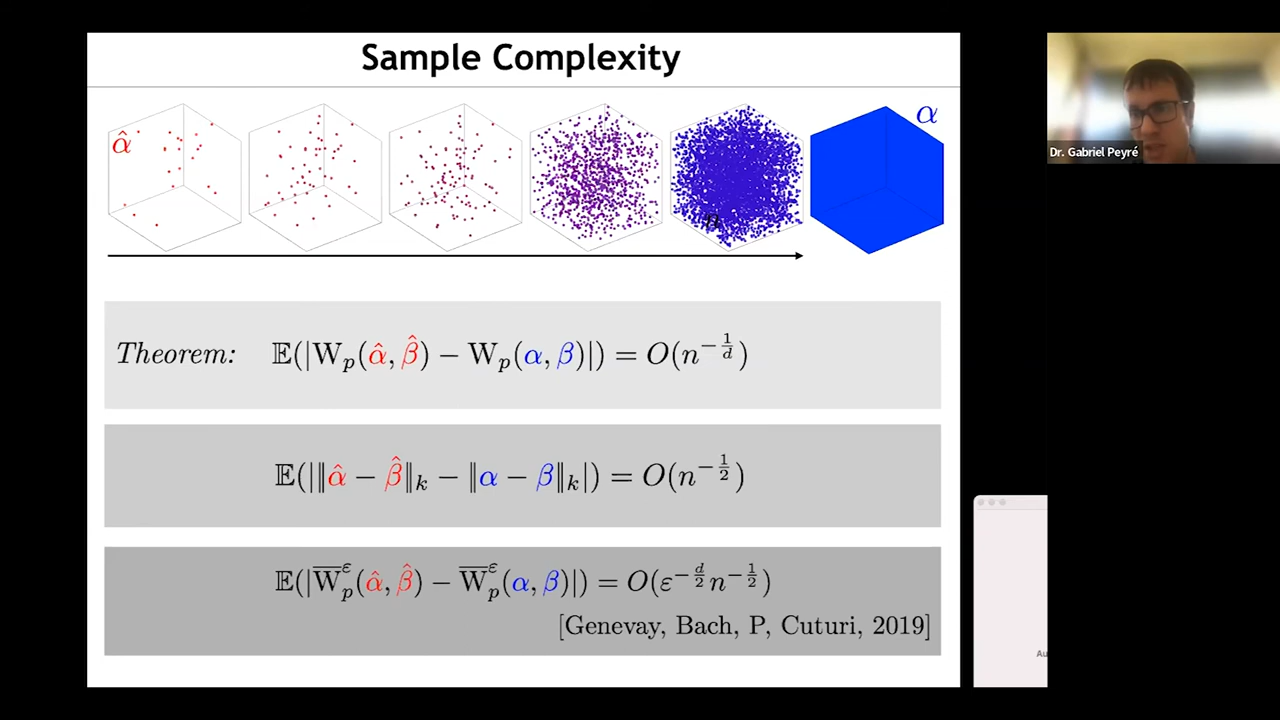 Sample Complexity
α̂
α
n
Dr. Gabriel Peyré
Theorem: 𝔼(|W_p(α̂, β̂) − W_p(α, β)|) = O(n^{−1/d})
𝔼(|‖α̂ − β̂‖_k − ‖α − β‖_k|) = O(n^{−1/2})
𝔼(|W̅_p^ε(α̂, β̂) − W̅_p^ε(α, β)|) = O(ε^{−d/2} n^{−1/2})
[Genevay, Bach, P, Cuturi, 2019]
Au